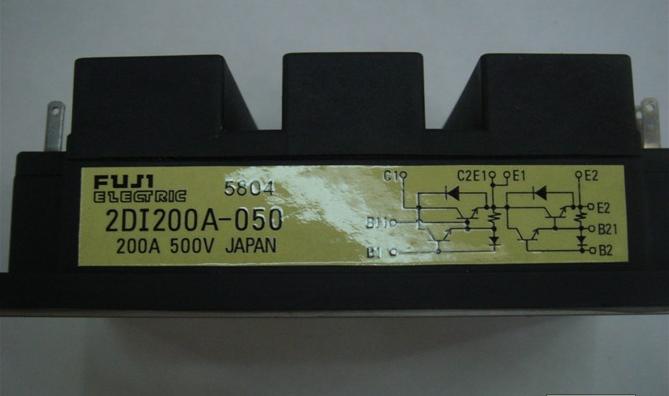 FUJI
ELECTRIC
5804
2DI200A-050
200A 500V JAPAN
C1 C2E1 E1 E2
B11 E2
B21
B1 B2